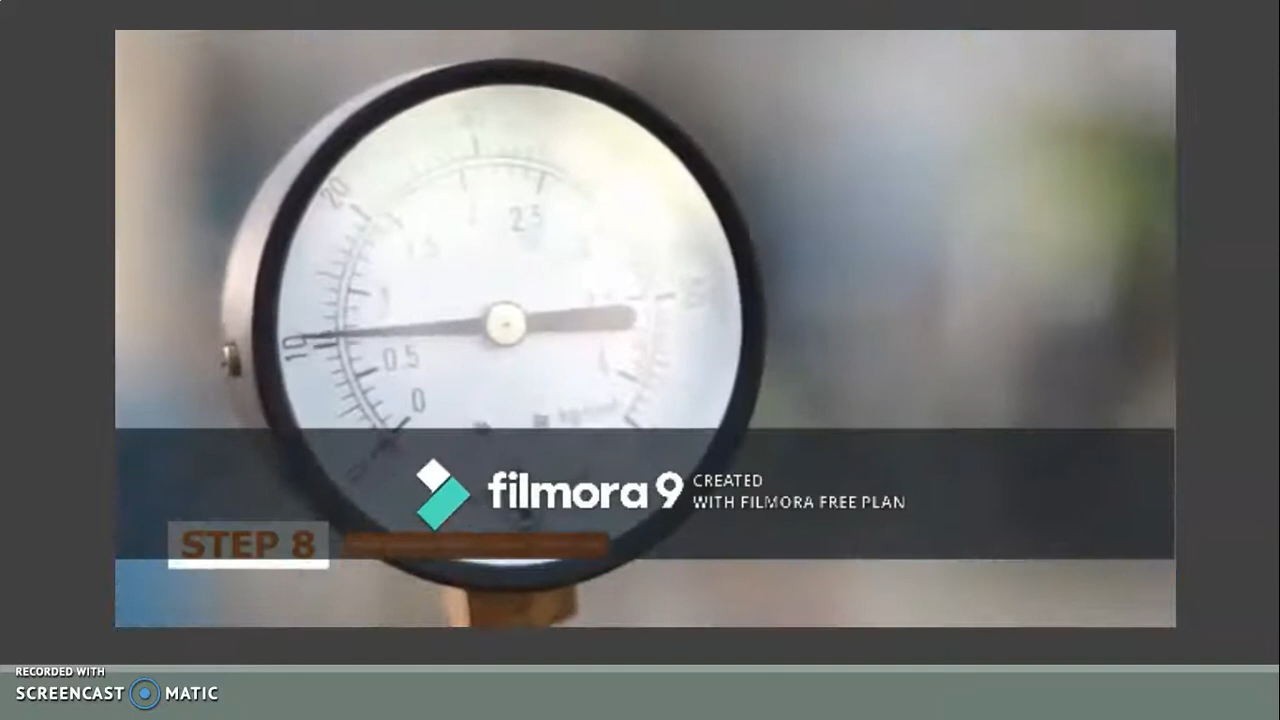 20
2.5
1.5
10
0.5
0
filmora 9 CREATED
WITH FILMORA FREE PLAN
STEP 8
RECORDED WITH
SCREENCAST MATIC